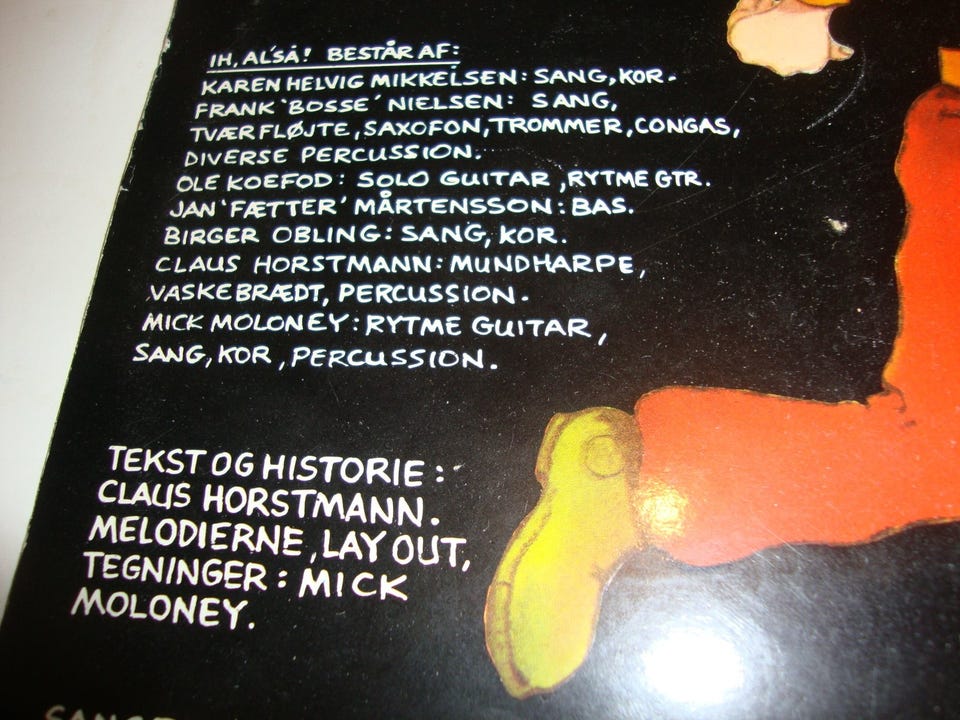 IH, AL'SÅ! BESTÅR AF:
KAREN HELVIG MIKKELSEN: SANG, KOR.
FRANK 'BOSSE' NIELSEN: SANG,
TVÆRFLØJTE, SAXOFON, TROMMER, CONGAS,
DIVERSE PERCUSSION.
OLE KOEFOD: SOLO GUITAR, RYTME GTR.
JAN 'FÆTTER' MÅRTENSSON: BAS.
BIRGER OBLING: SANG, KOR.
CLAUS HORSTMANN: MUNDHARPE,
VASKEBRÆDT, PERCUSSION.
MICK MOLONEY: RYTME GUITAR,
SANG, KOR, PERCUSSION.
TEKST OG HISTORIE:
CLAUS HORSTMANN.
MELODIERNE, LAY OUT,
TEGNINGER: MICK
MOLONEY.